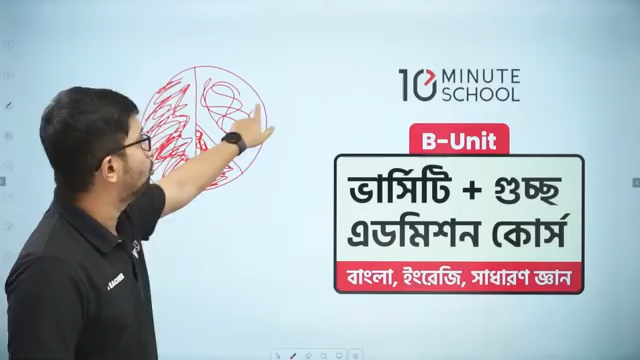 10 MINUTE
SCHOOL
B-Unit
ভার্সিটি + গুচ্ছ
এডমিশন কোর্স
বাংলা, ইংরেজি, সাধারণ জ্ঞান